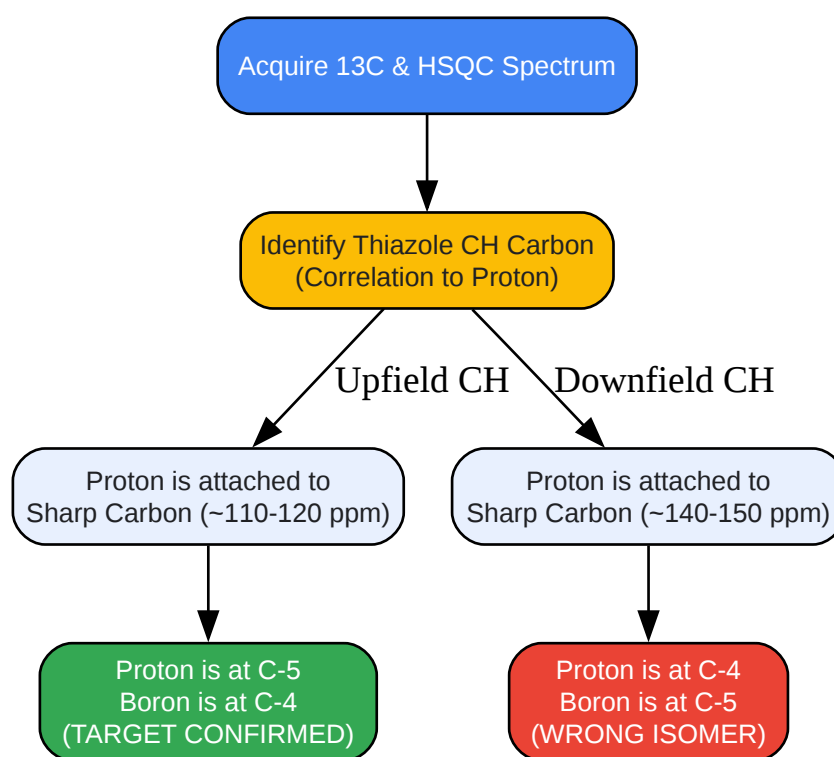 Acquire 13C & HSQC Spectrum
Identify Thiazole CH Carbon
(Correlation to Proton)
Upfield CH
Downfield CH
Proton is attached to
Sharp Carbon (~110-120 ppm)
Proton is attached to
Sharp Carbon (~140-150 ppm)
Proton is at C-5
Boron is at C-4
(TARGET CONFIRMED)
Proton is at C-4
Boron is at C-5
(WRONG ISOMER)